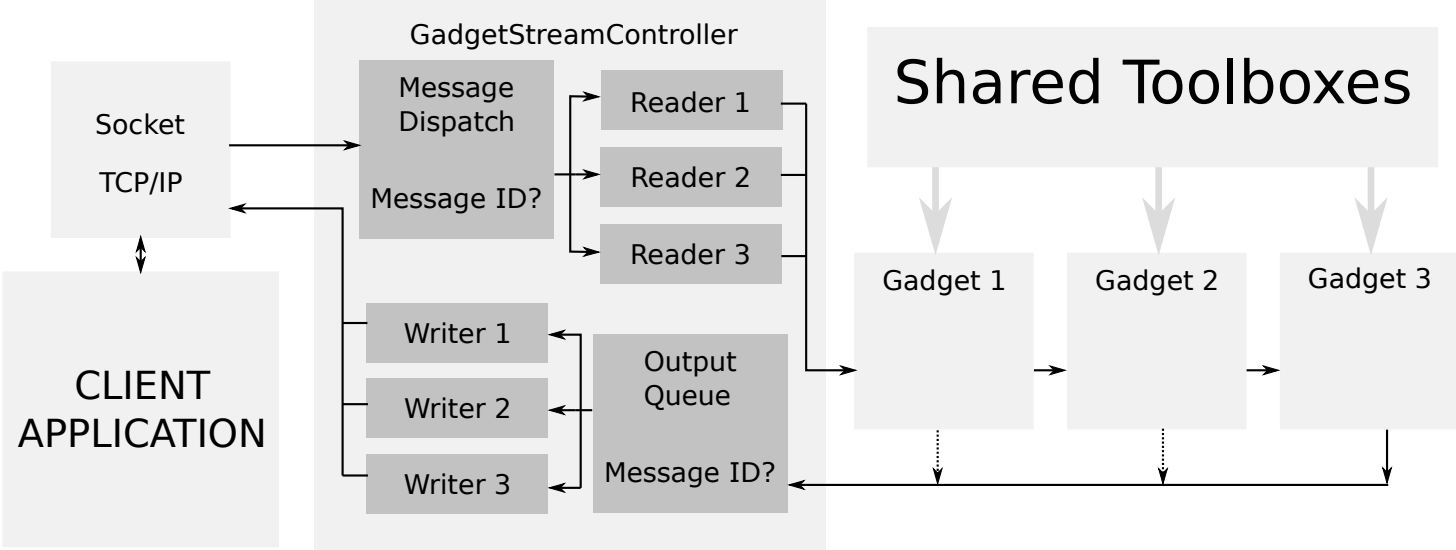 GadgetStreamController
Shared Toolboxes
Socket
TCP/IP
Message
Dispatch
Message ID?
Reader 1
Reader 2
Reader 3
Gadget 1
Gadget 2
Gadget 3
CLIENT
APPLICATION
Writer 1
Writer 2
Writer 3
Output
Queue
Message ID?